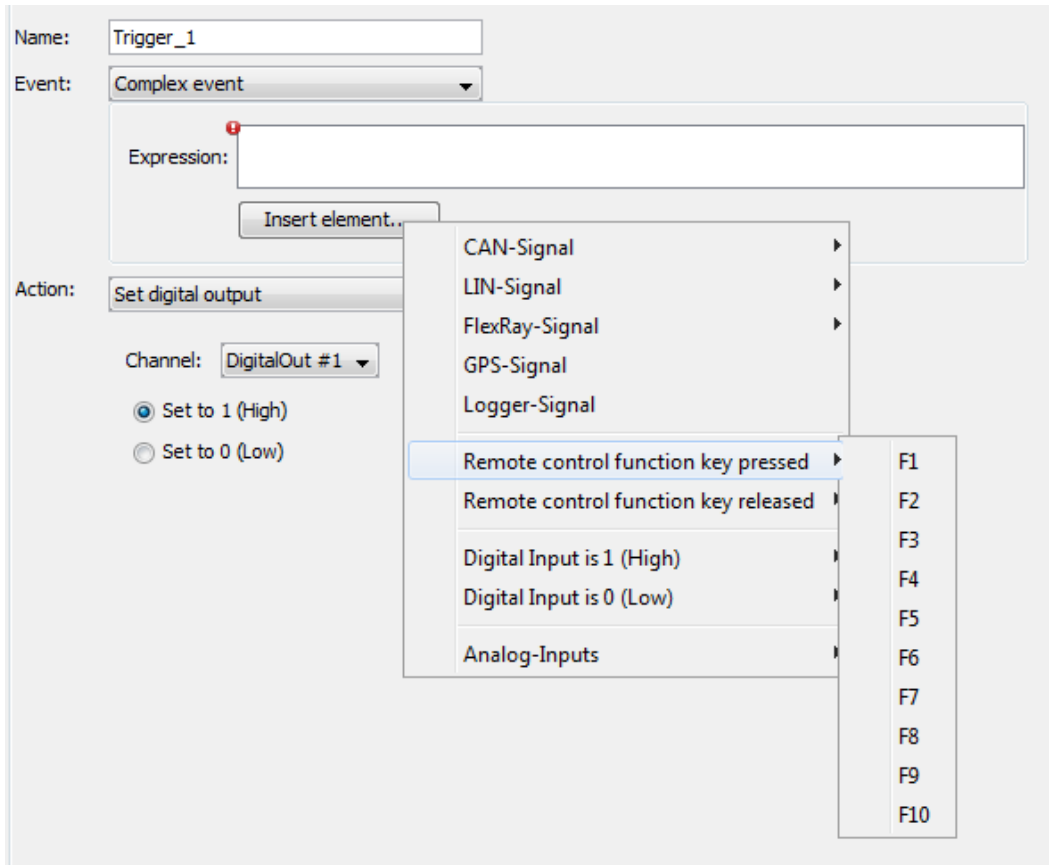 Name: Trigger_1
Event: Complex event
Expression:
Insert element...
CAN-Signal
LIN-Signal
FlexRay-Signal
GPS-Signal
Logger-Signal
Remote control function key pressed
Remote control function key released
Digital Input is 1 (High)
Digital Input is 0 (Low)
Analog-Inputs
F1
F2
F3
F4
F5
F6
F7
F8
F9
F10
Action: Set digital output
Channel: DigitalOut #1
Set to 1 (High)
Set to 0 (Low)